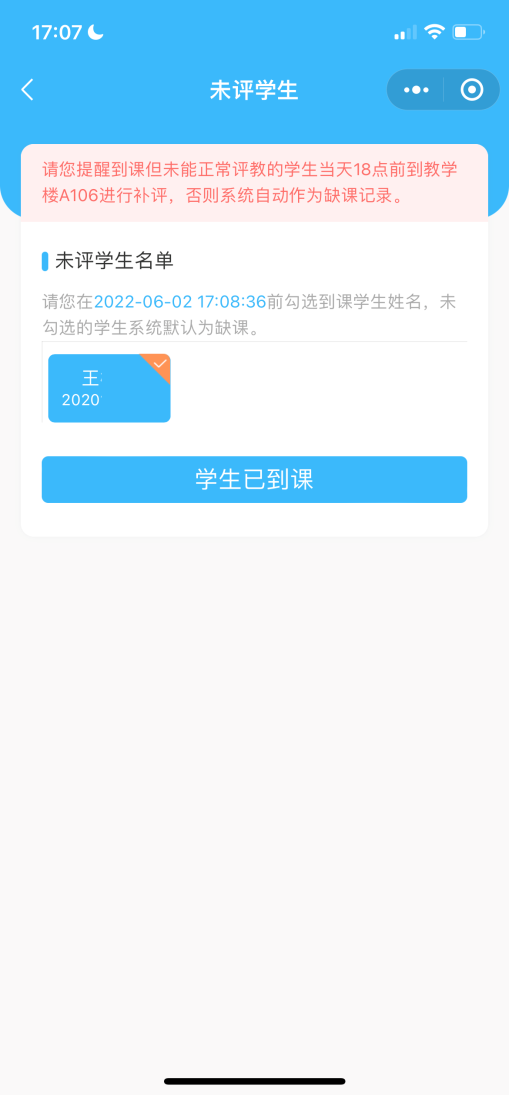 17:07
未评学生
请您提醒到课但未能正常评教的学生当天18点前到教学
楼A106进行补评，否则系统自动作为缺课记录。
未评学生名单
请您在2022-06-02 17:08:36前勾选到课学生姓名，未
勾选的学生系统默认为缺课。
王
2020
学生已到课